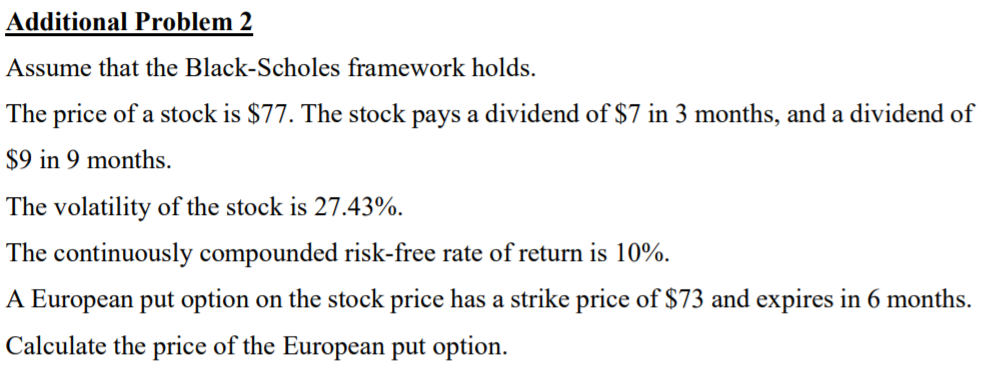 Additional Problem 2
Assume that the Black-Scholes framework holds.
The price of a stock is $77. The stock pays a dividend of $7 in 3 months, and a dividend of
$9 in 9 months.
The volatility of the stock is 27.43%.
The continuously compounded risk-free rate of return is 10%.
A European put option on the stock price has a strike price of $73 and expires in 6 months.
Calculate the price of the European put option.